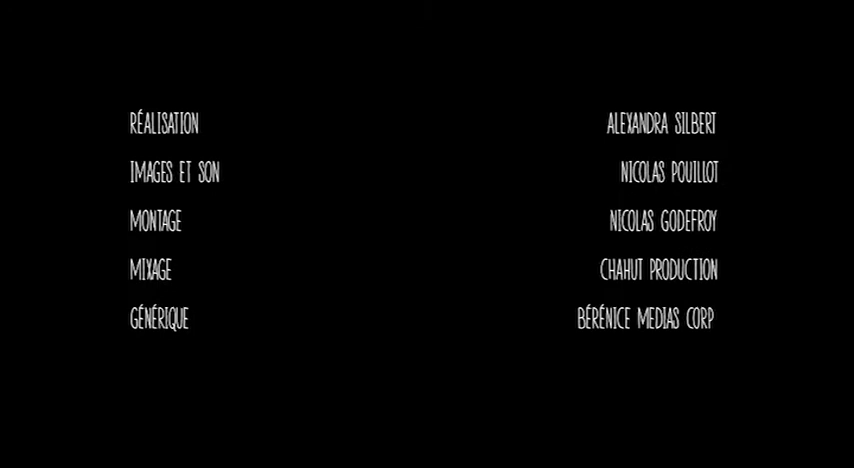 RÉALISATION ALEXANDRA SILBERT
IMAGES ET SON NICOLAS POUILLOT
MONTAGE NICOLAS GODEFROY
MIXAGE CHAHUT PRODUCTION
GÉNÉRIQUE BÉRÉNICE MEDIAS CORP